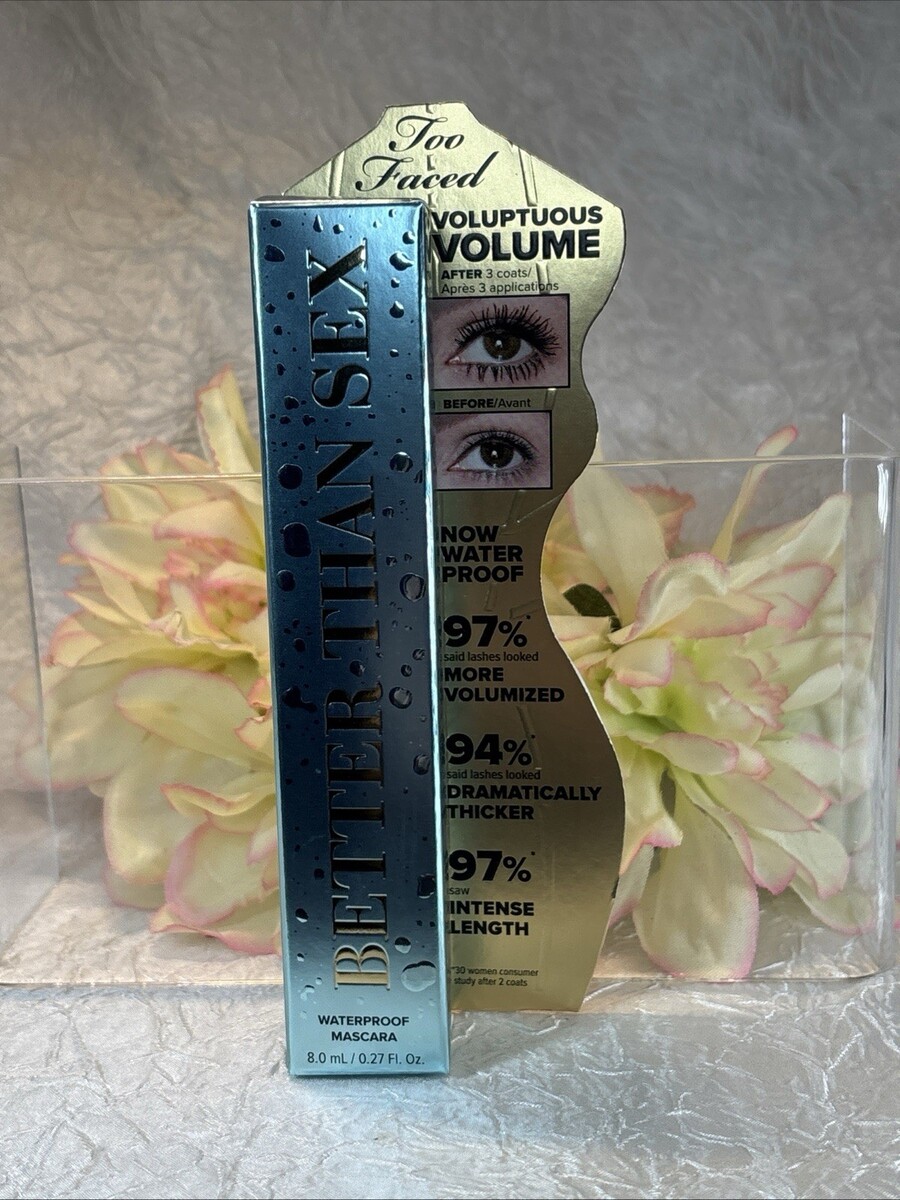 Too
Faced
VOLUPTUOUS
VOLUME
AFTER 3 coats/
Après 3 applications
BEFORE/Avant
NOW
WATER
PROOF
97%*
said lashes looked
MORE
VOLUMIZED
94%*
said lashes looked
DRAMATICALLY
THICKER
97%*
saw
INTENSE
LENGTH
*30 women consumer
study after 2 coats
BETTER THAN SEX
WATERPROOF
MASCARA
8.0 mL / 0.27 Fl. Oz.